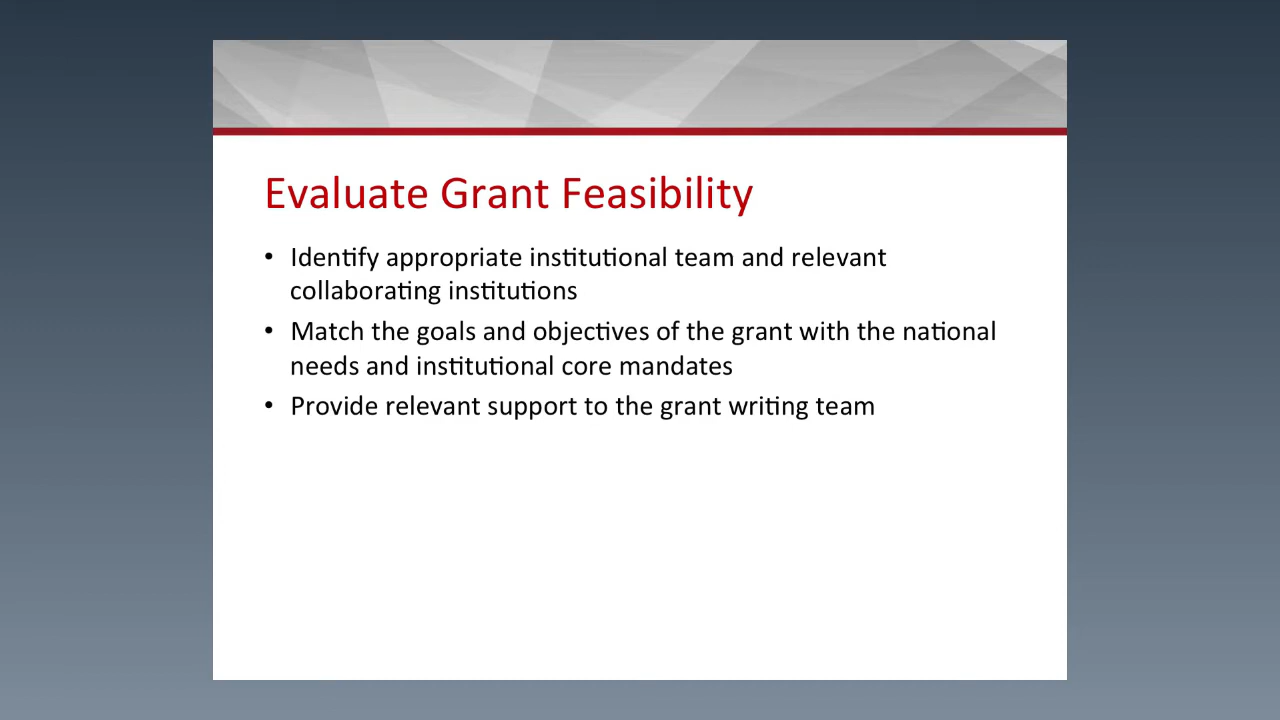 Evaluate Grant Feasibility
• Identify appropriate institutional team and relevant
collaborating institutions
• Match the goals and objectives of the grant with the national
needs and institutional core mandates
• Provide relevant support to the grant writing team